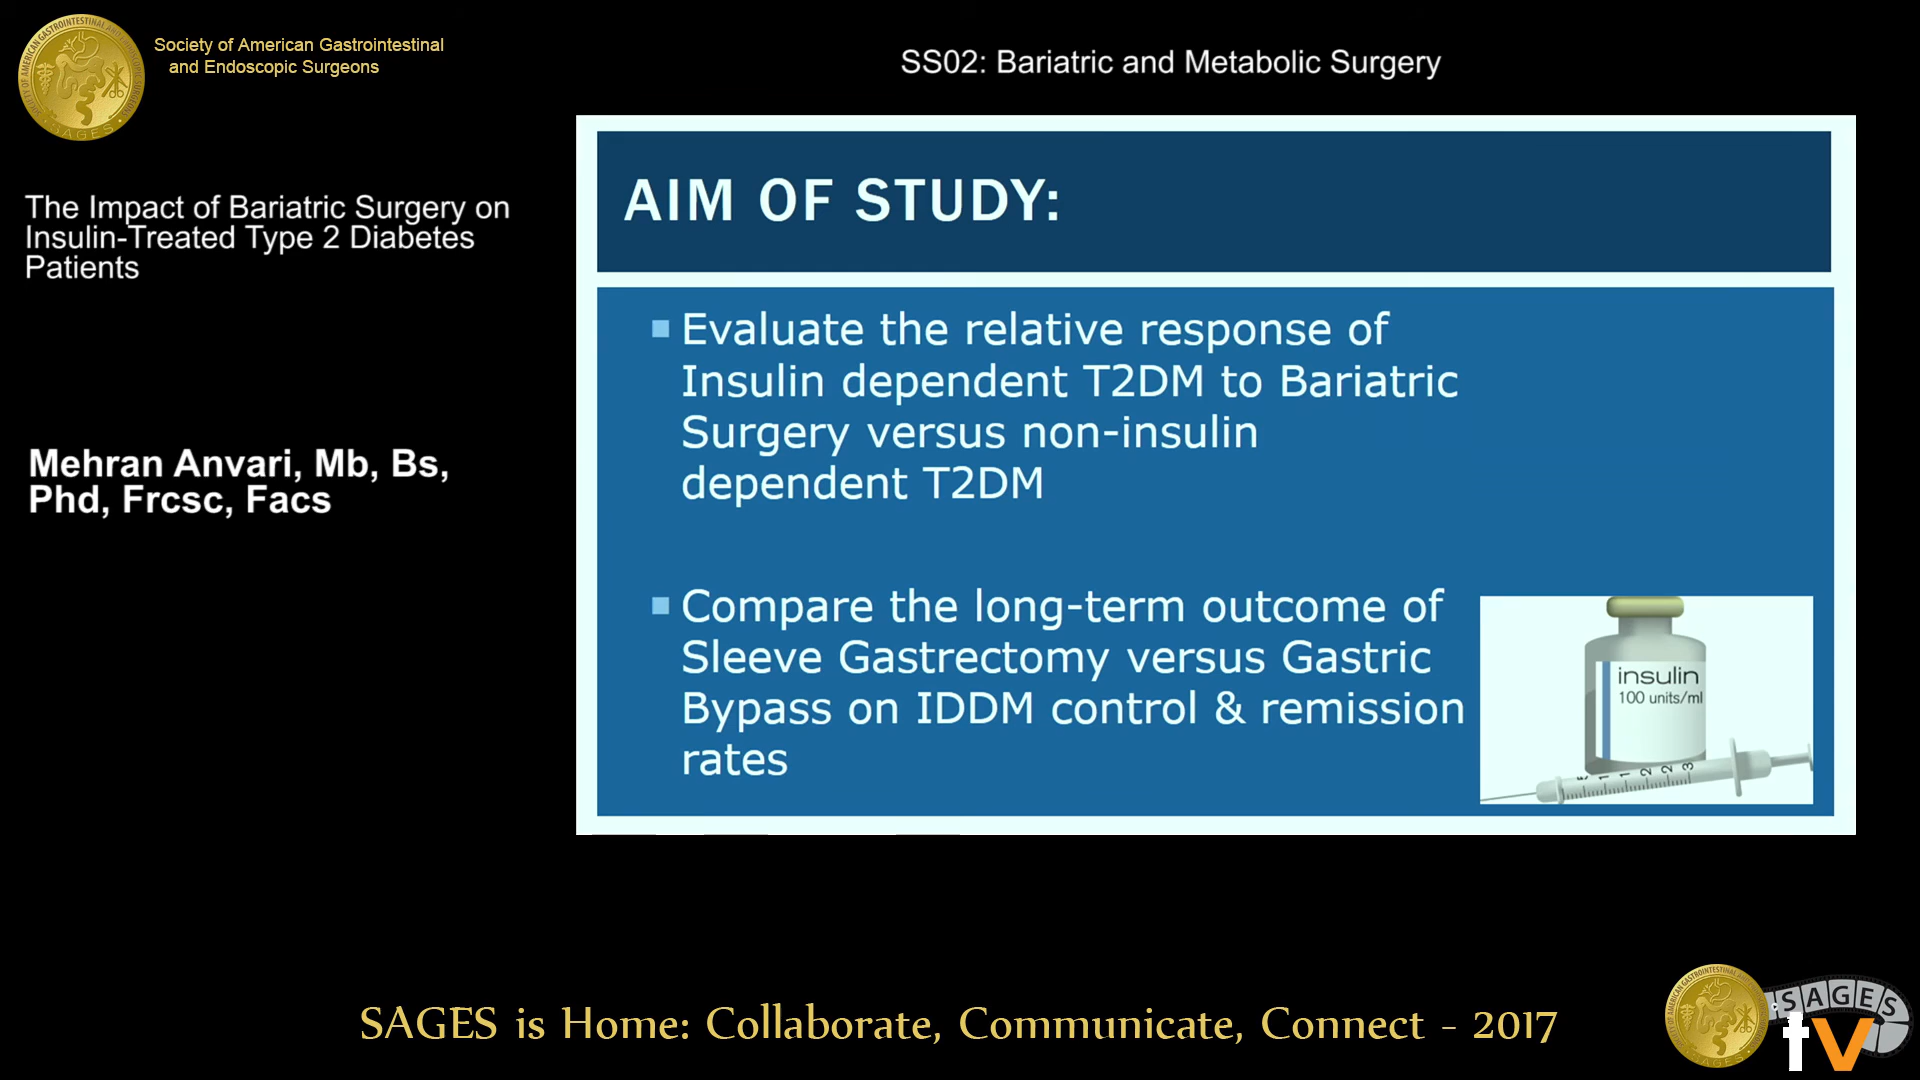 Society of American Gastrointestinal
and Endoscopic Surgeons
SS02: Bariatric and Metabolic Surgery
The Impact of Bariatric Surgery on
Insulin-Treated Type 2 Diabetes
Patients
Mehran Anvari, Mb, Bs,
Phd, Frcsc, Facs
AIM OF STUDY:
Evaluate the relative response of
Insulin dependent T2DM to Bariatric
Surgery versus non-insulin
dependent T2DM
Compare the long-term outcome of
Sleeve Gastrectomy versus Gastric
Bypass on IDDM control & remission
rates
insulin
100 units/ml
SAGES is Home: Collaborate, Communicate, Connect - 2017
SAGES
tV